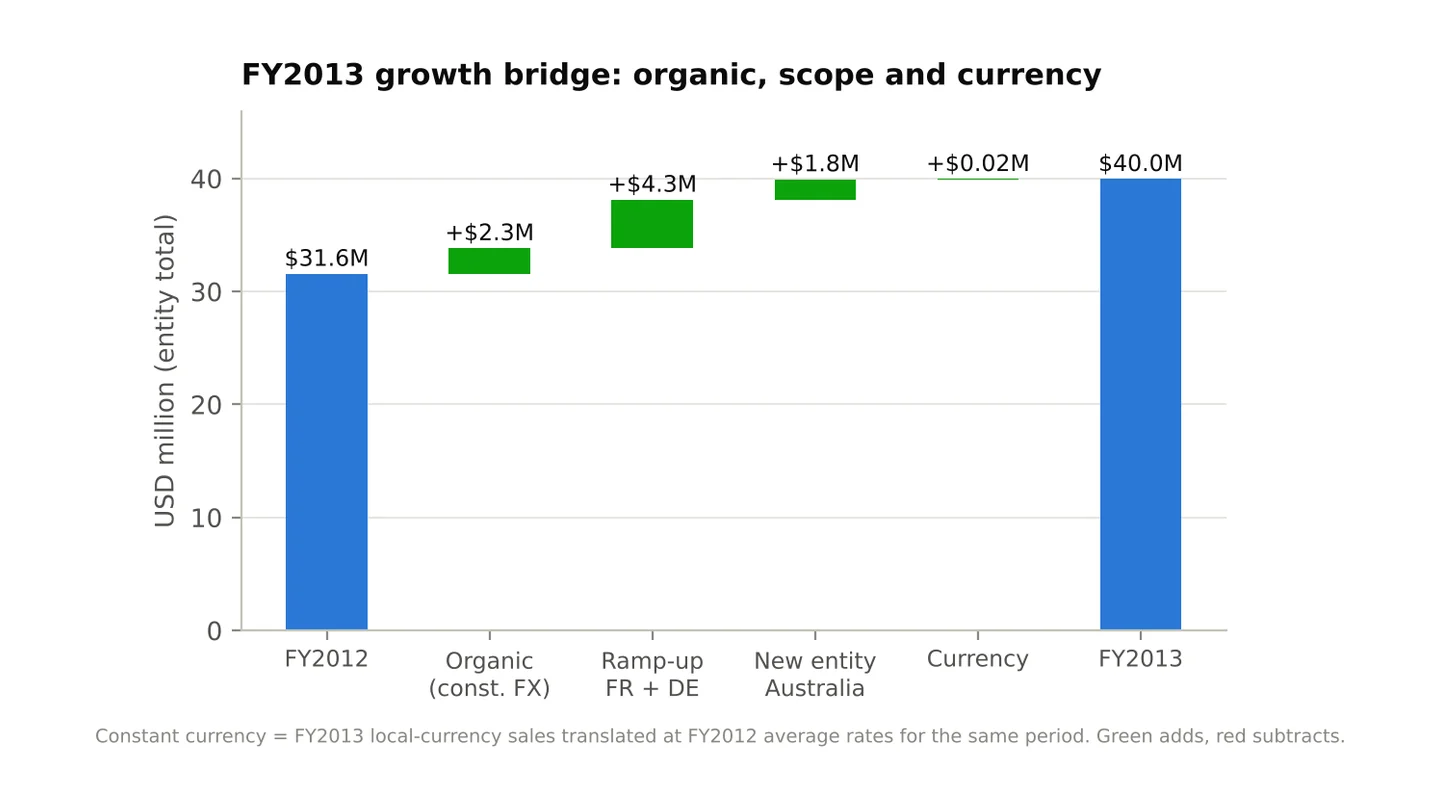 FY2013 growth bridge: organic, scope and currency
USD million (entity total)
40
30
20
10
0
$31.6M
+$2.3M
+$4.3M
+$1.8M
+$0.02M
$40.0M
FY2012
Organic
(const. FX)
Ramp-up
FR + DE
New entity
Australia
Currency
FY2013
Constant currency = FY2013 local-currency sales translated at FY2012 average rates for the same period. Green adds, red subtracts.